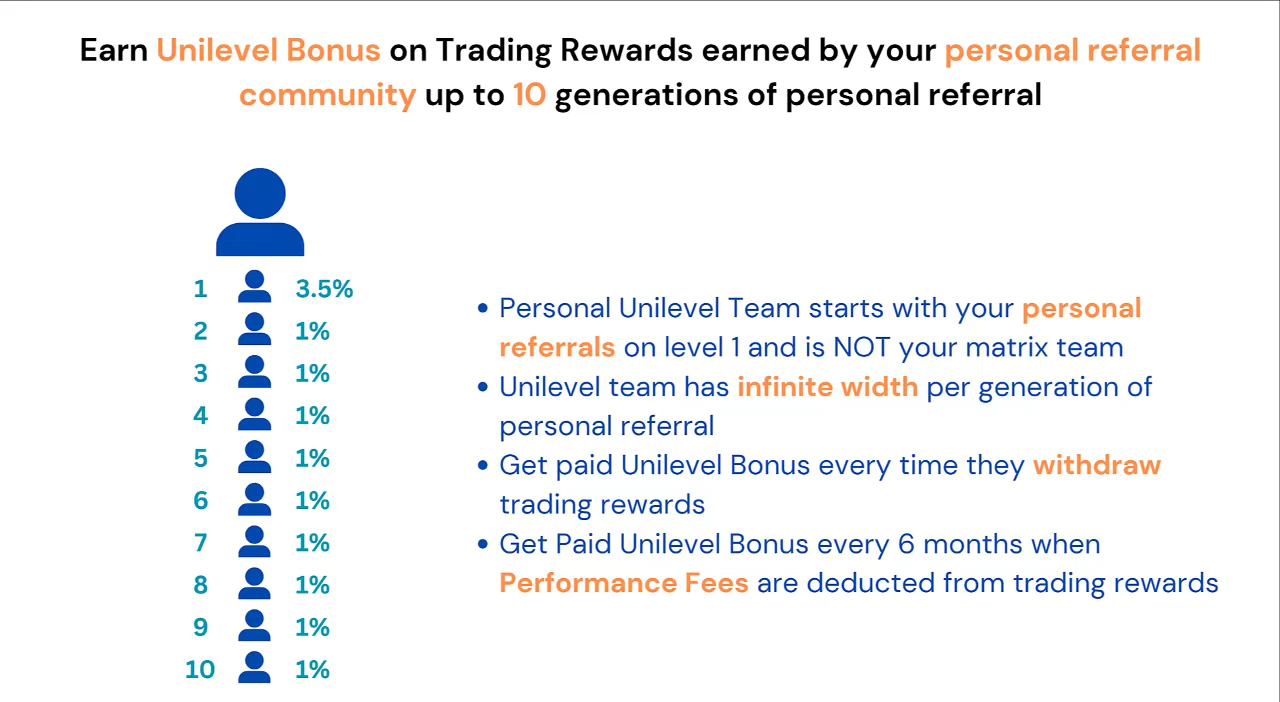 Earn Unilevel Bonus on Trading Rewards earned by your personal referral
community up to 10 generations of personal referral
1 3.5%
2 1%
3 1%
4 1%
5 1%
6 1%
7 1%
8 1%
9 1%
10 1%
• Personal Unilevel Team starts with your personal
referrals on level 1 and is NOT your matrix team
• Unilevel team has infinite width per generation of
personal referral
• Get paid Unilevel Bonus every time they withdraw
trading rewards
• Get Paid Unilevel Bonus every 6 months when
Performance Fees are deducted from trading rewards